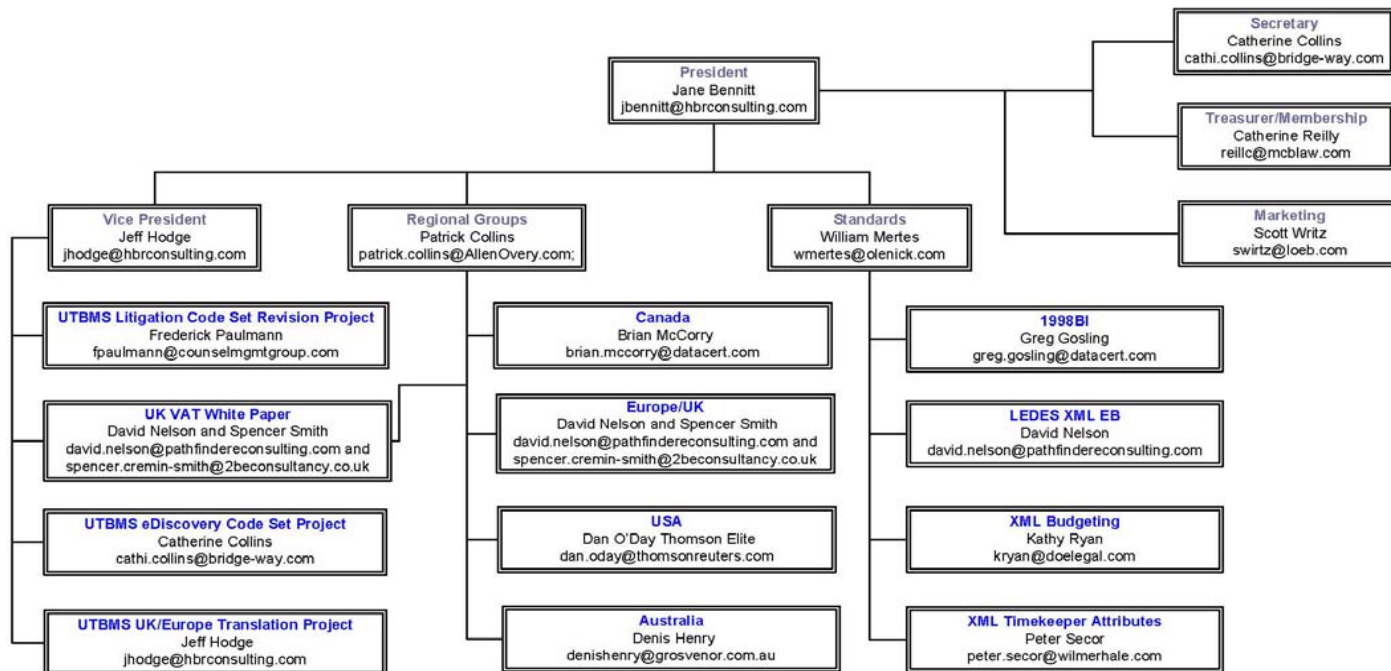 Secretary
Catherine Collins
cathi.collins@bridge-way.com
President
Jane Bennitt
jbennitt@hbrconsulting.com
Treasurer/Membership
Catherine Reilly
reillc@mcblaw.com
Marketing
Scott Writz
swirtz@loeb.com
Vice President
Jeff Hodge
jhodge@hbrconsulting.com
Regional Groups
Patrick Collins
patrick.collins@AllenOvery.com;
Standards
William Mertes
wmertes@olenick.com
UTBMS Litigation Code Set Revision Project
Frederick Paulmann
fpaulmann@counselmgmtgroup.com
UK VAT White Paper
David Nelson and Spencer Smith
david.nelson@pathfindereconsulting.com and
spencer.cremin-smith@2beconsultancy.co.uk
UTBMS eDiscovery Code Set Project
Catherine Collins
cathi.collins@bridge-way.com
UTBMS UK/Europe Translation Project
Jeff Hodge
jhodge@hbrconsulting.com
Canada
Brian McCorry
brian.mccorry@datacert.com
Europe/UK
David Nelson and Spencer Smith
david.nelson@pathfindereconsulting.com and
spencer.cremin-smith@2beconsultancy.co.uk
USA
Dan O'Day Thomson Elite
dan.oday@thomsonreuters.com
Australia
Denis Henry
denishenry@grosvenor.com.au
1998BI
Greg Gosling
greg.gosling@datacert.com
LEDES XML EB
David Nelson
david.nelson@pathfindereconsulting.com
XML Budgeting
Kathy Ryan
kryan@doelegal.com
XML Timekeeper Attributes
Peter Secor
peter.secor@wilmerhale.com